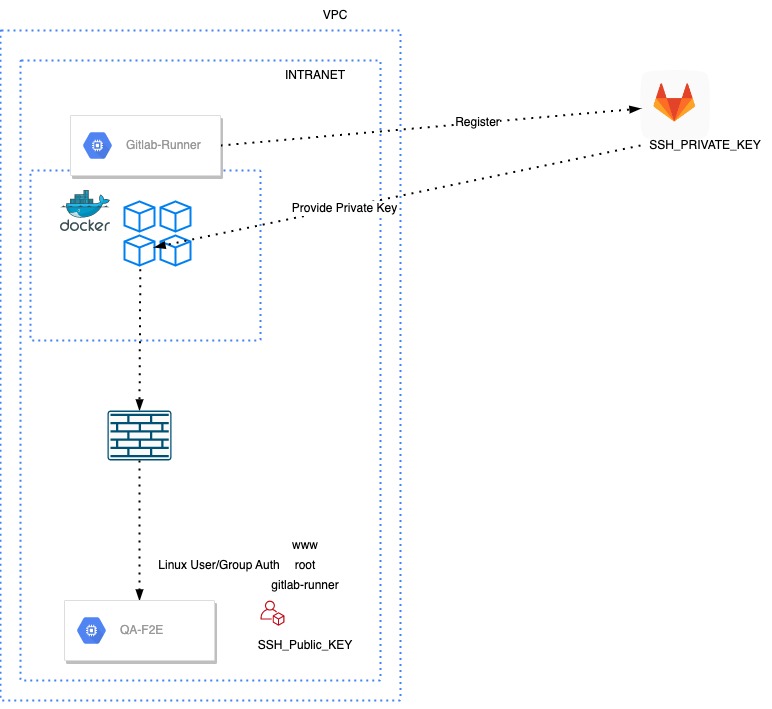 VPC
INTRANET
Gitlab-Runner
Register
SSH_PRIVATE_KEY
docker
Provide Private Key
www
Linux User/Group Auth
root
gitlab-runner
QA-F2E
SSH_Public_KEY